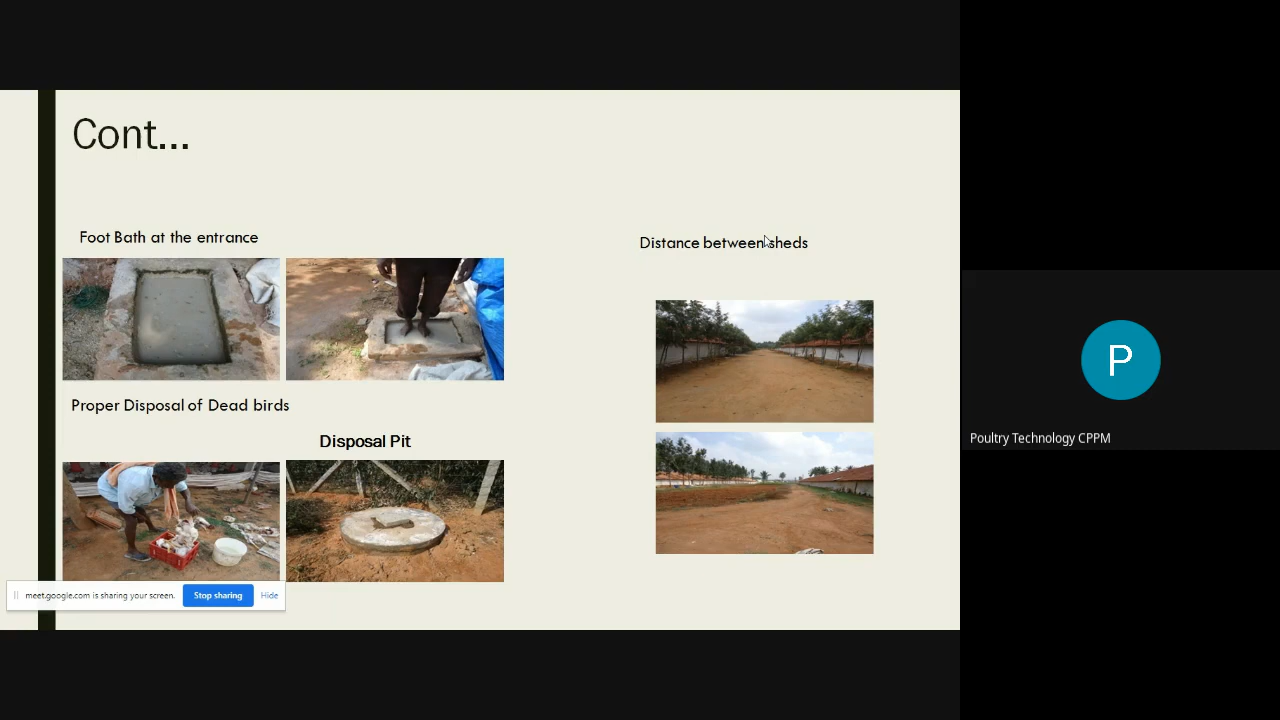 Cont...
Foot Bath at the entrance
Distance between sheds
Proper Disposal of Dead birds
Disposal Pit
meet.google.com is sharing your screen.
Stop sharing
Hide
P
Poultry Technology CPPM